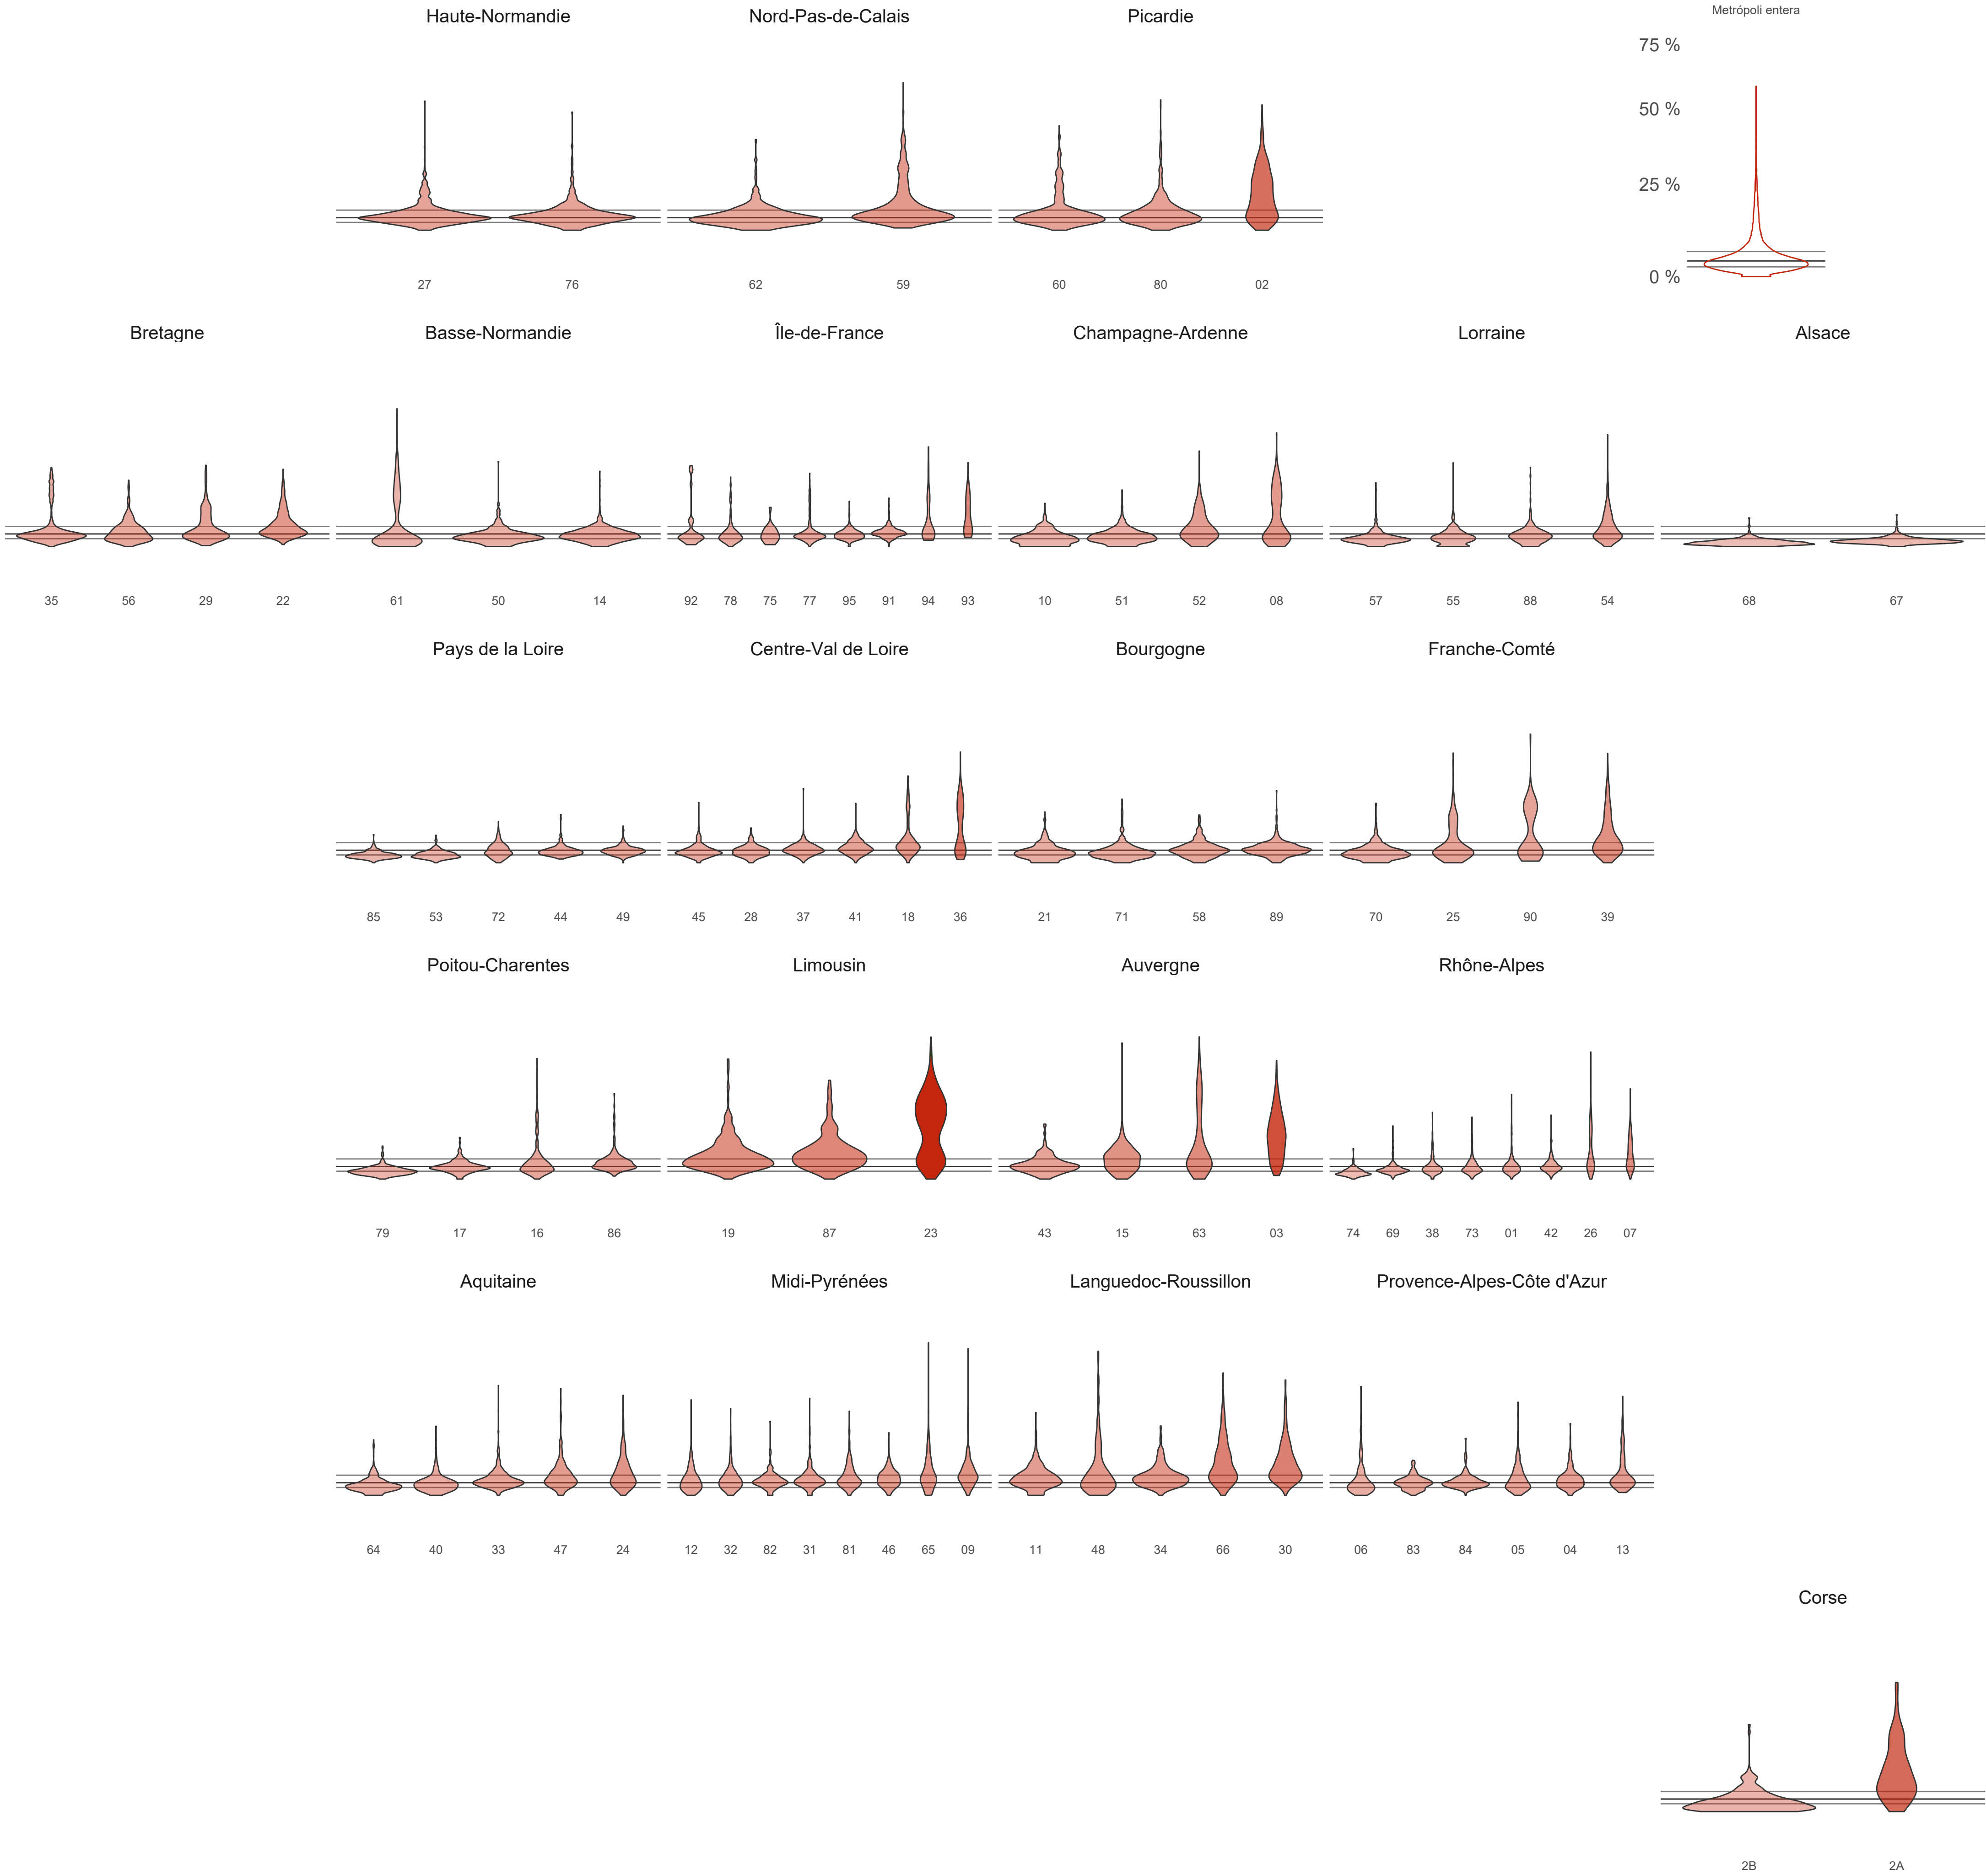 Haute-Normandie Nord-Pas-de-Calais Picardie Metrópoli entera
75 %
50 %
25 %
0 %
27 76 62 59 60 80 02
Bretagne Basse-Normandie Île-de-France Champagne-Ardenne Lorraine Alsace
35 56 29 22 61 50 14 92 78 75 77 95 91 94 93 10 51 52 08 57 55 88 54 68 67
Pays de la Loire Centre-Val de Loire Bourgogne Franche-Comté
85 53 72 44 49 45 28 37 41 18 36 21 71 58 89 70 25 90 39
Poitou-Charentes Limousin Auvergne Rhône-Alpes
79 17 16 86 19 87 23 43 15 63 03 74 69 38 73 01 42 26 07
Aquitaine Midi-Pyrénées Languedoc-Roussillon Provence-Alpes-Côte d'Azur
64 40 33 47 24 12 32 82 31 81 46 65 09 11 48 34 66 30 06 83 84 05 04 13
Corse
2B 2A